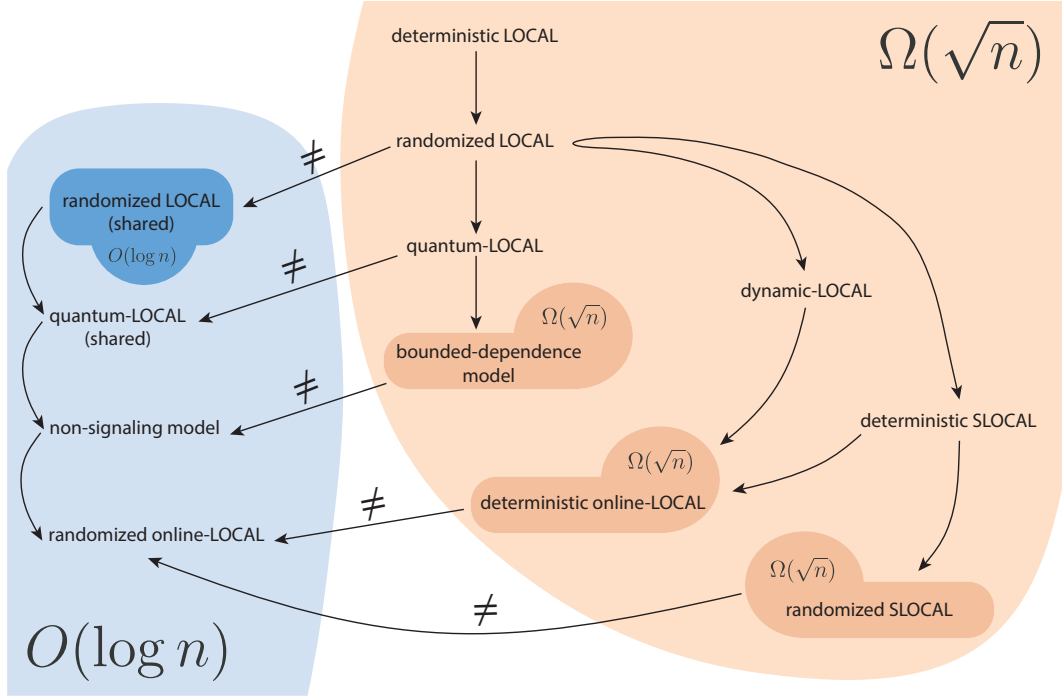 deterministic LOCAL
Ω(√n)
randomized LOCAL
≠
randomized LOCAL
(shared)
O(log n)
quantum-LOCAL
≠
dynamic-LOCAL
quantum-LOCAL
(shared)
Ω(√n)
bounded-dependence
model
≠
non-signaling model
deterministic SLOCAL
Ω(√n)
deterministic online-LOCAL
≠
randomized online-LOCAL
Ω(√n)
randomized SLOCAL
≠
O(log n)